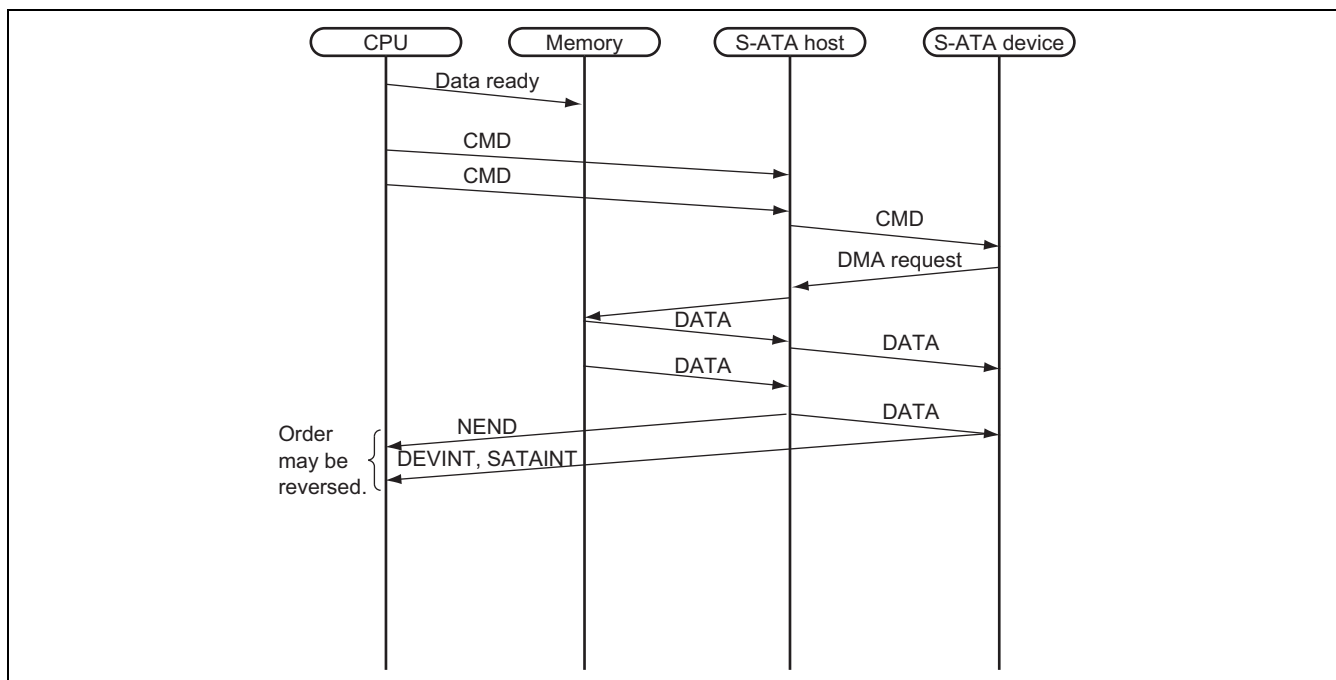 CPU
Memory
S-ATA host
S-ATA device
Data ready
CMD
CMD
CMD
DMA request
DATA
DATA
DATA
DATA
NEND
DEVINT, SATAINT
Order
may be
reversed.